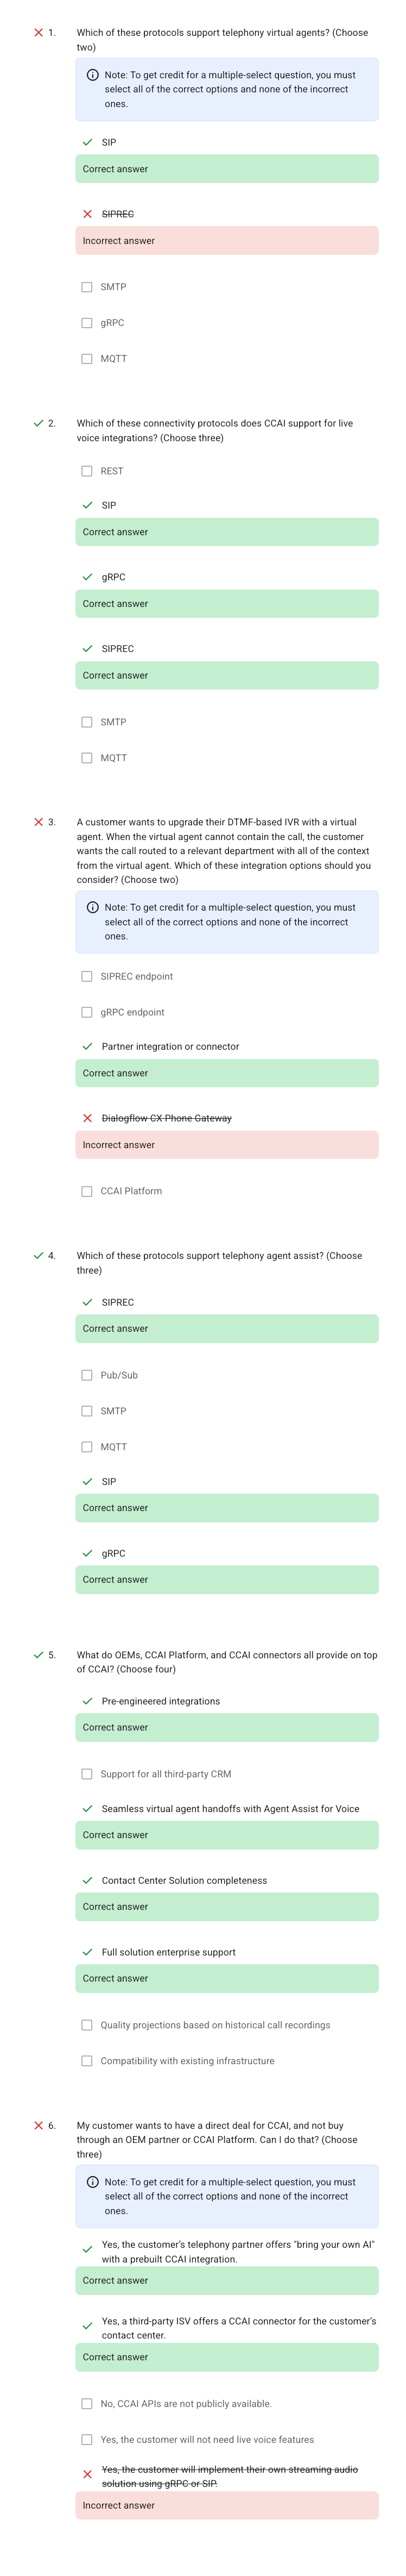 1. Which of these protocols support telephony virtual agents? (Choose
two)
Note: To get credit for a multiple-select question, you must
select all of the correct options and none of the incorrect
ones.
SIP
Correct answer
SIPREC
Incorrect answer
SMTP
gRPC
MQTT
2. Which of these connectivity protocols does CCAI support for live
voice integrations? (Choose three)
REST
SIP
Correct answer
gRPC
Correct answer
SIPREC
Correct answer
SMTP
MQTT
3. A customer wants to upgrade their DTMF-based IVR with a virtual
agent. When the virtual agent cannot contain the call, the customer
wants the call routed to a relevant department with all of the context
from the virtual agent. Which of these integration options should you
consider? (Choose two)
Note: To get credit for a multiple-select question, you must
select all of the correct options and none of the incorrect
ones.
SIPREC endpoint
gRPC endpoint
Partner integration or connector
Correct answer
Dialogflow CX Phone Gateway
Incorrect answer
CCAI Platform
4. Which of these protocols support telephony agent assist? (Choose
three)
SIPREC
Correct answer
Pub/Sub
SMTP
MQTT
SIP
Correct answer
gRPC
Correct answer
5. What do OEMs, CCAI Platform, and CCAI connectors all provide on top
of CCAI? (Choose four)
Pre-engineered integrations
Correct answer
Support for all third-party CRM
Seamless virtual agent handoffs with Agent Assist for Voice
Correct answer
Contact Center Solution completeness
Correct answer
Full solution enterprise support
Correct answer
Quality projections based on historical call recordings
Compatibility with existing infrastructure
6. My customer wants to have a direct deal for CCAI, and not buy
through an OEM partner or CCAI Platform. Can I do that? (Choose
three)
Note: To get credit for a multiple-select question, you must
select all of the correct options and none of the incorrect
ones.
Yes, the customer's telephony partner offers "bring your own AI"
with a prebuilt CCAI integration.
Correct answer
Yes, a third-party ISV offers a CCAI connector for the customer's
contact center.
Correct answer
No, CCAI APIs are not publicly available.
Yes, the customer will not need live voice features
Yes, the customer will implement their own streaming audio
solution using gRPC or SIP.
Incorrect answer